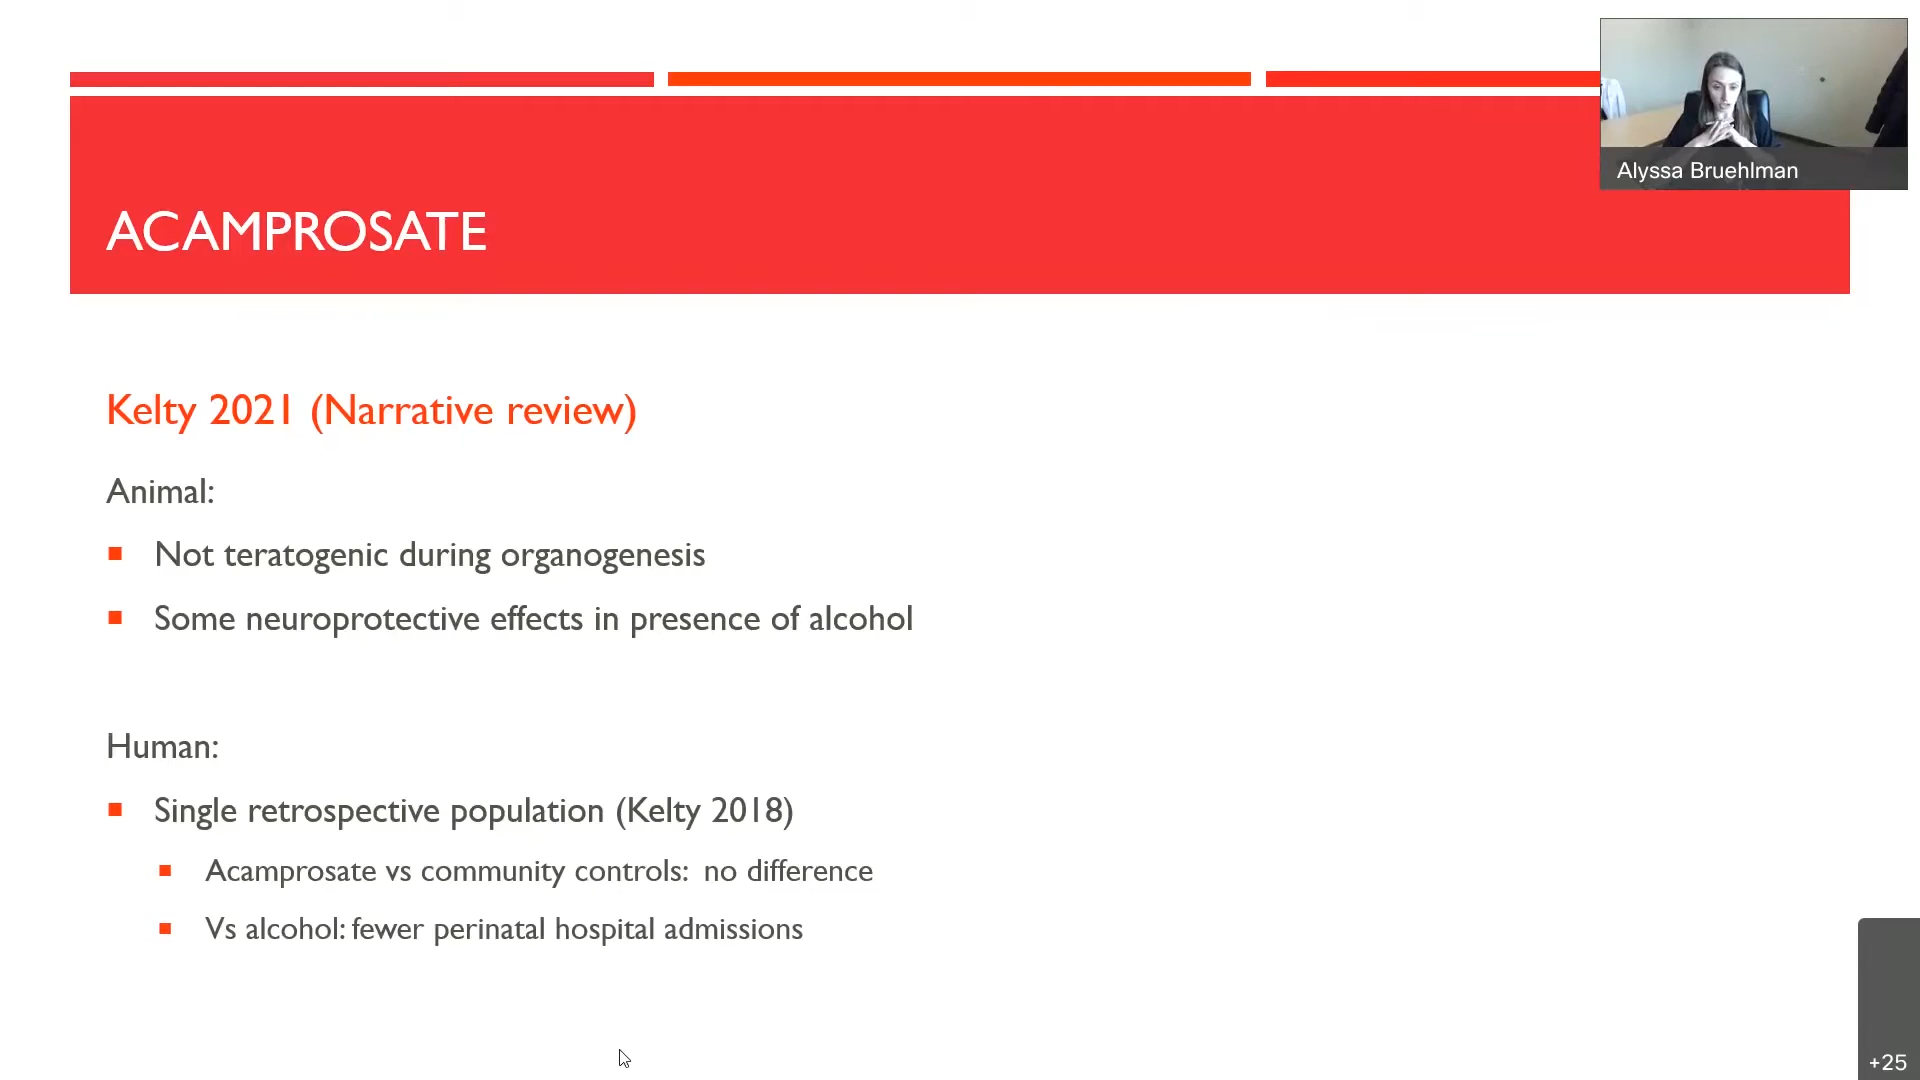 Alyssa Bruehlman
ACAMPROSATE
Kelty 2021 (Narrative review)
Animal:
Not teratogenic during organogenesis
Some neuroprotective effects in presence of alcohol
Human:
Single retrospective population (Kelty 2018)
Acamprosate vs community controls: no difference
Vs alcohol: fewer perinatal hospital admissions
+25